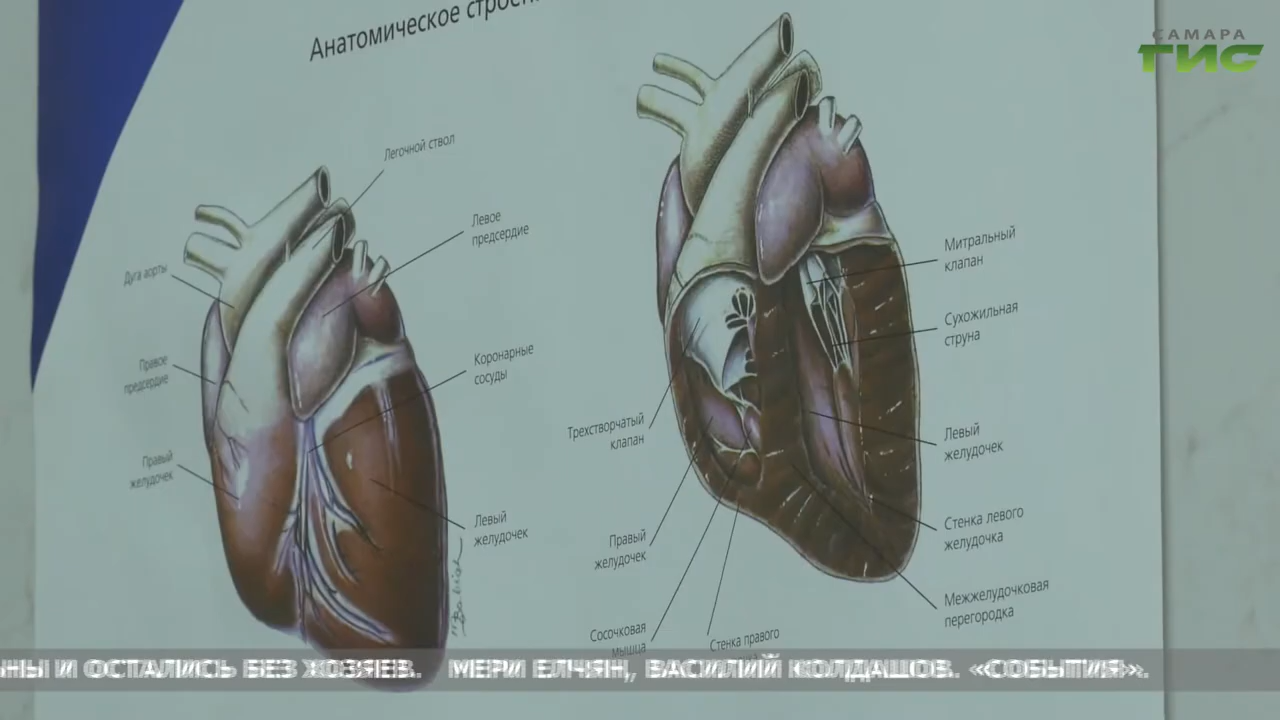 Анатомическое
САМАРА
ГИС
Легочной ствол
Левое
предсердие
Дуга аорты
Правое
предсердие
Коронарные
сосуды
Правый
желудочек
Левый
желудочек
Митральный
клапан
Сухожильная
струна
Трехстворчатый
клапан
Левый
желудочек
Правый
желудочек
Стенка левого
желудочка
Межжелудочковая
перегородка
Сосочковая
мышца
Стенка правого
И ОСТАЛИСЬ БЕЗ ХОЗЯЕВ. МЕРИ ЕЛЧЯН,, ВАСИЛИЙ КОЛДАШОВ. «СОБЫТИЯ».